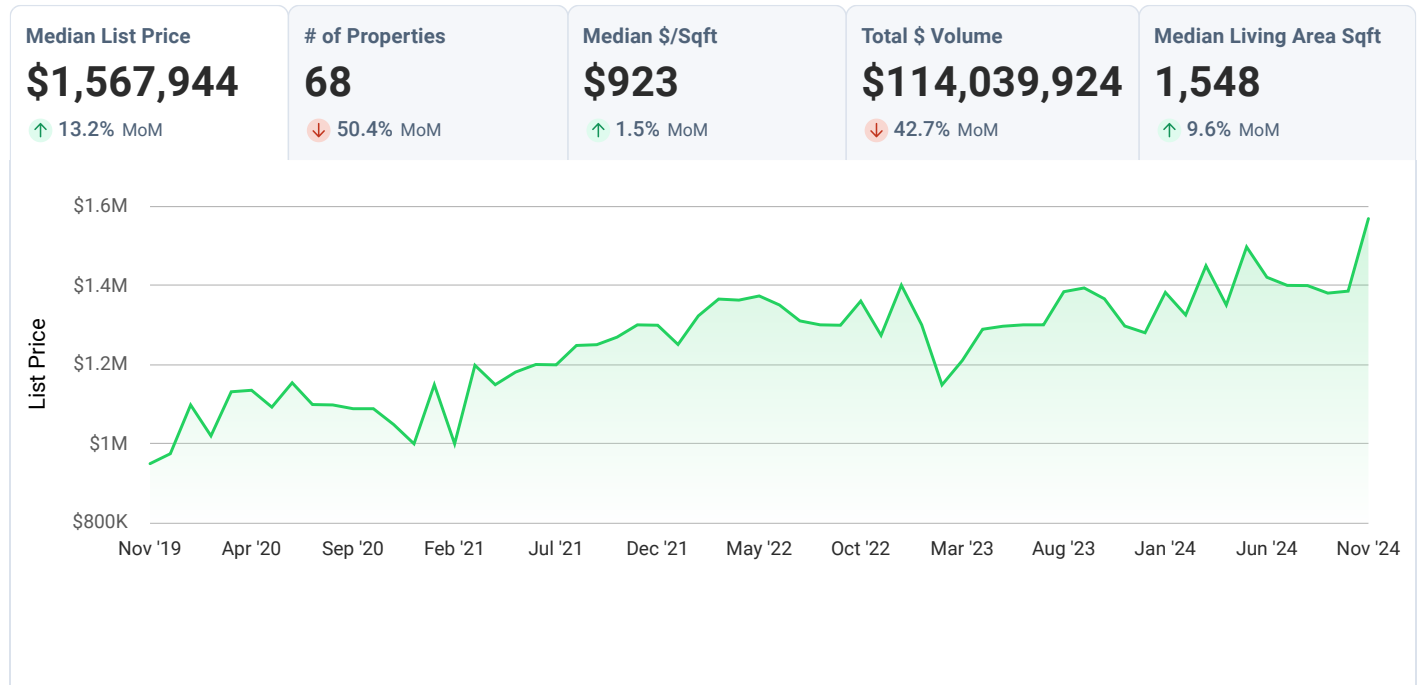 Median List Price
$1,567,944
13.2% MoM
# of Properties
68
50.4% MoM
Median $/Sqft
$923
1.5% MoM
Total $ Volume
$114,039,924
42.7% MoM
Median Living Area Sqft
1,548
9.6% MoM
List Price
$1.6M
$1.4M
$1.2M
$1M
$800K
Nov '19 Apr '20 Sep '20 Feb '21 Jul '21 Dec '21 May '22 Oct '22 Mar '23 Aug '23 Jan '24 Jun '24 Nov '24